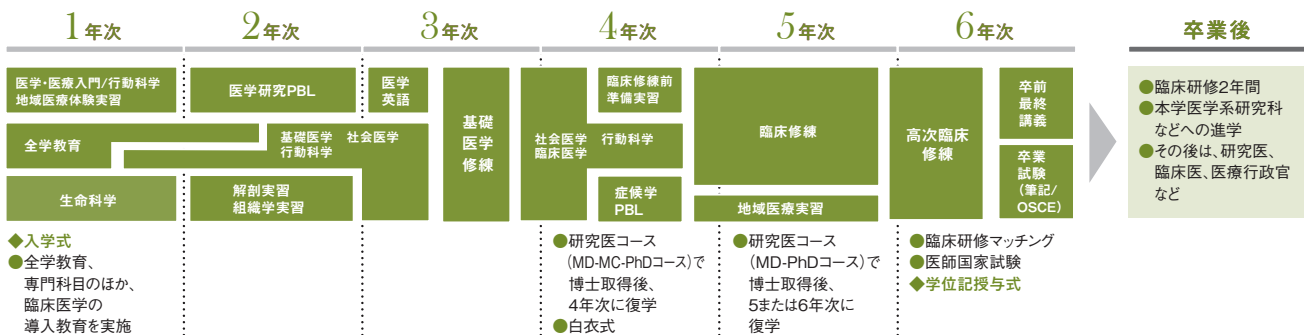 1年次
2年次
3年次
4年次
5年次
6年次
卒業後
医学・医療入門/行動科学
地域医療体験実習
全学教育
生命科学
医学研究PBL
基礎医学
行動科学
社会医学
解剖実習
組織学実習
医学
英語
基礎
医学
修練
社会医学
臨床医学
行動科学
臨床修練前
準備実習
症候学
PBL
臨床修練
地域医療実習
高次臨床
修練
卒前
最終
講義
卒業
試験
(筆記/
OSCE)
●臨床研修2年間
●本学医学系研究科
などへの進学
●その後は、研究医、
臨床医、医療行政官
など
◆入学式
●全学教育、
専門科目のほか、
臨床医学の
導入教育を実施
●研究医コース
(MD-MC-PhDコース)で
博士取得後、
4年次に復学
●白衣式
●研究医コース
(MD-PhDコース)で
博士取得後、
5または6年次に
復学
●臨床研修マッチング
●医師国家試験
◆学位記授与式